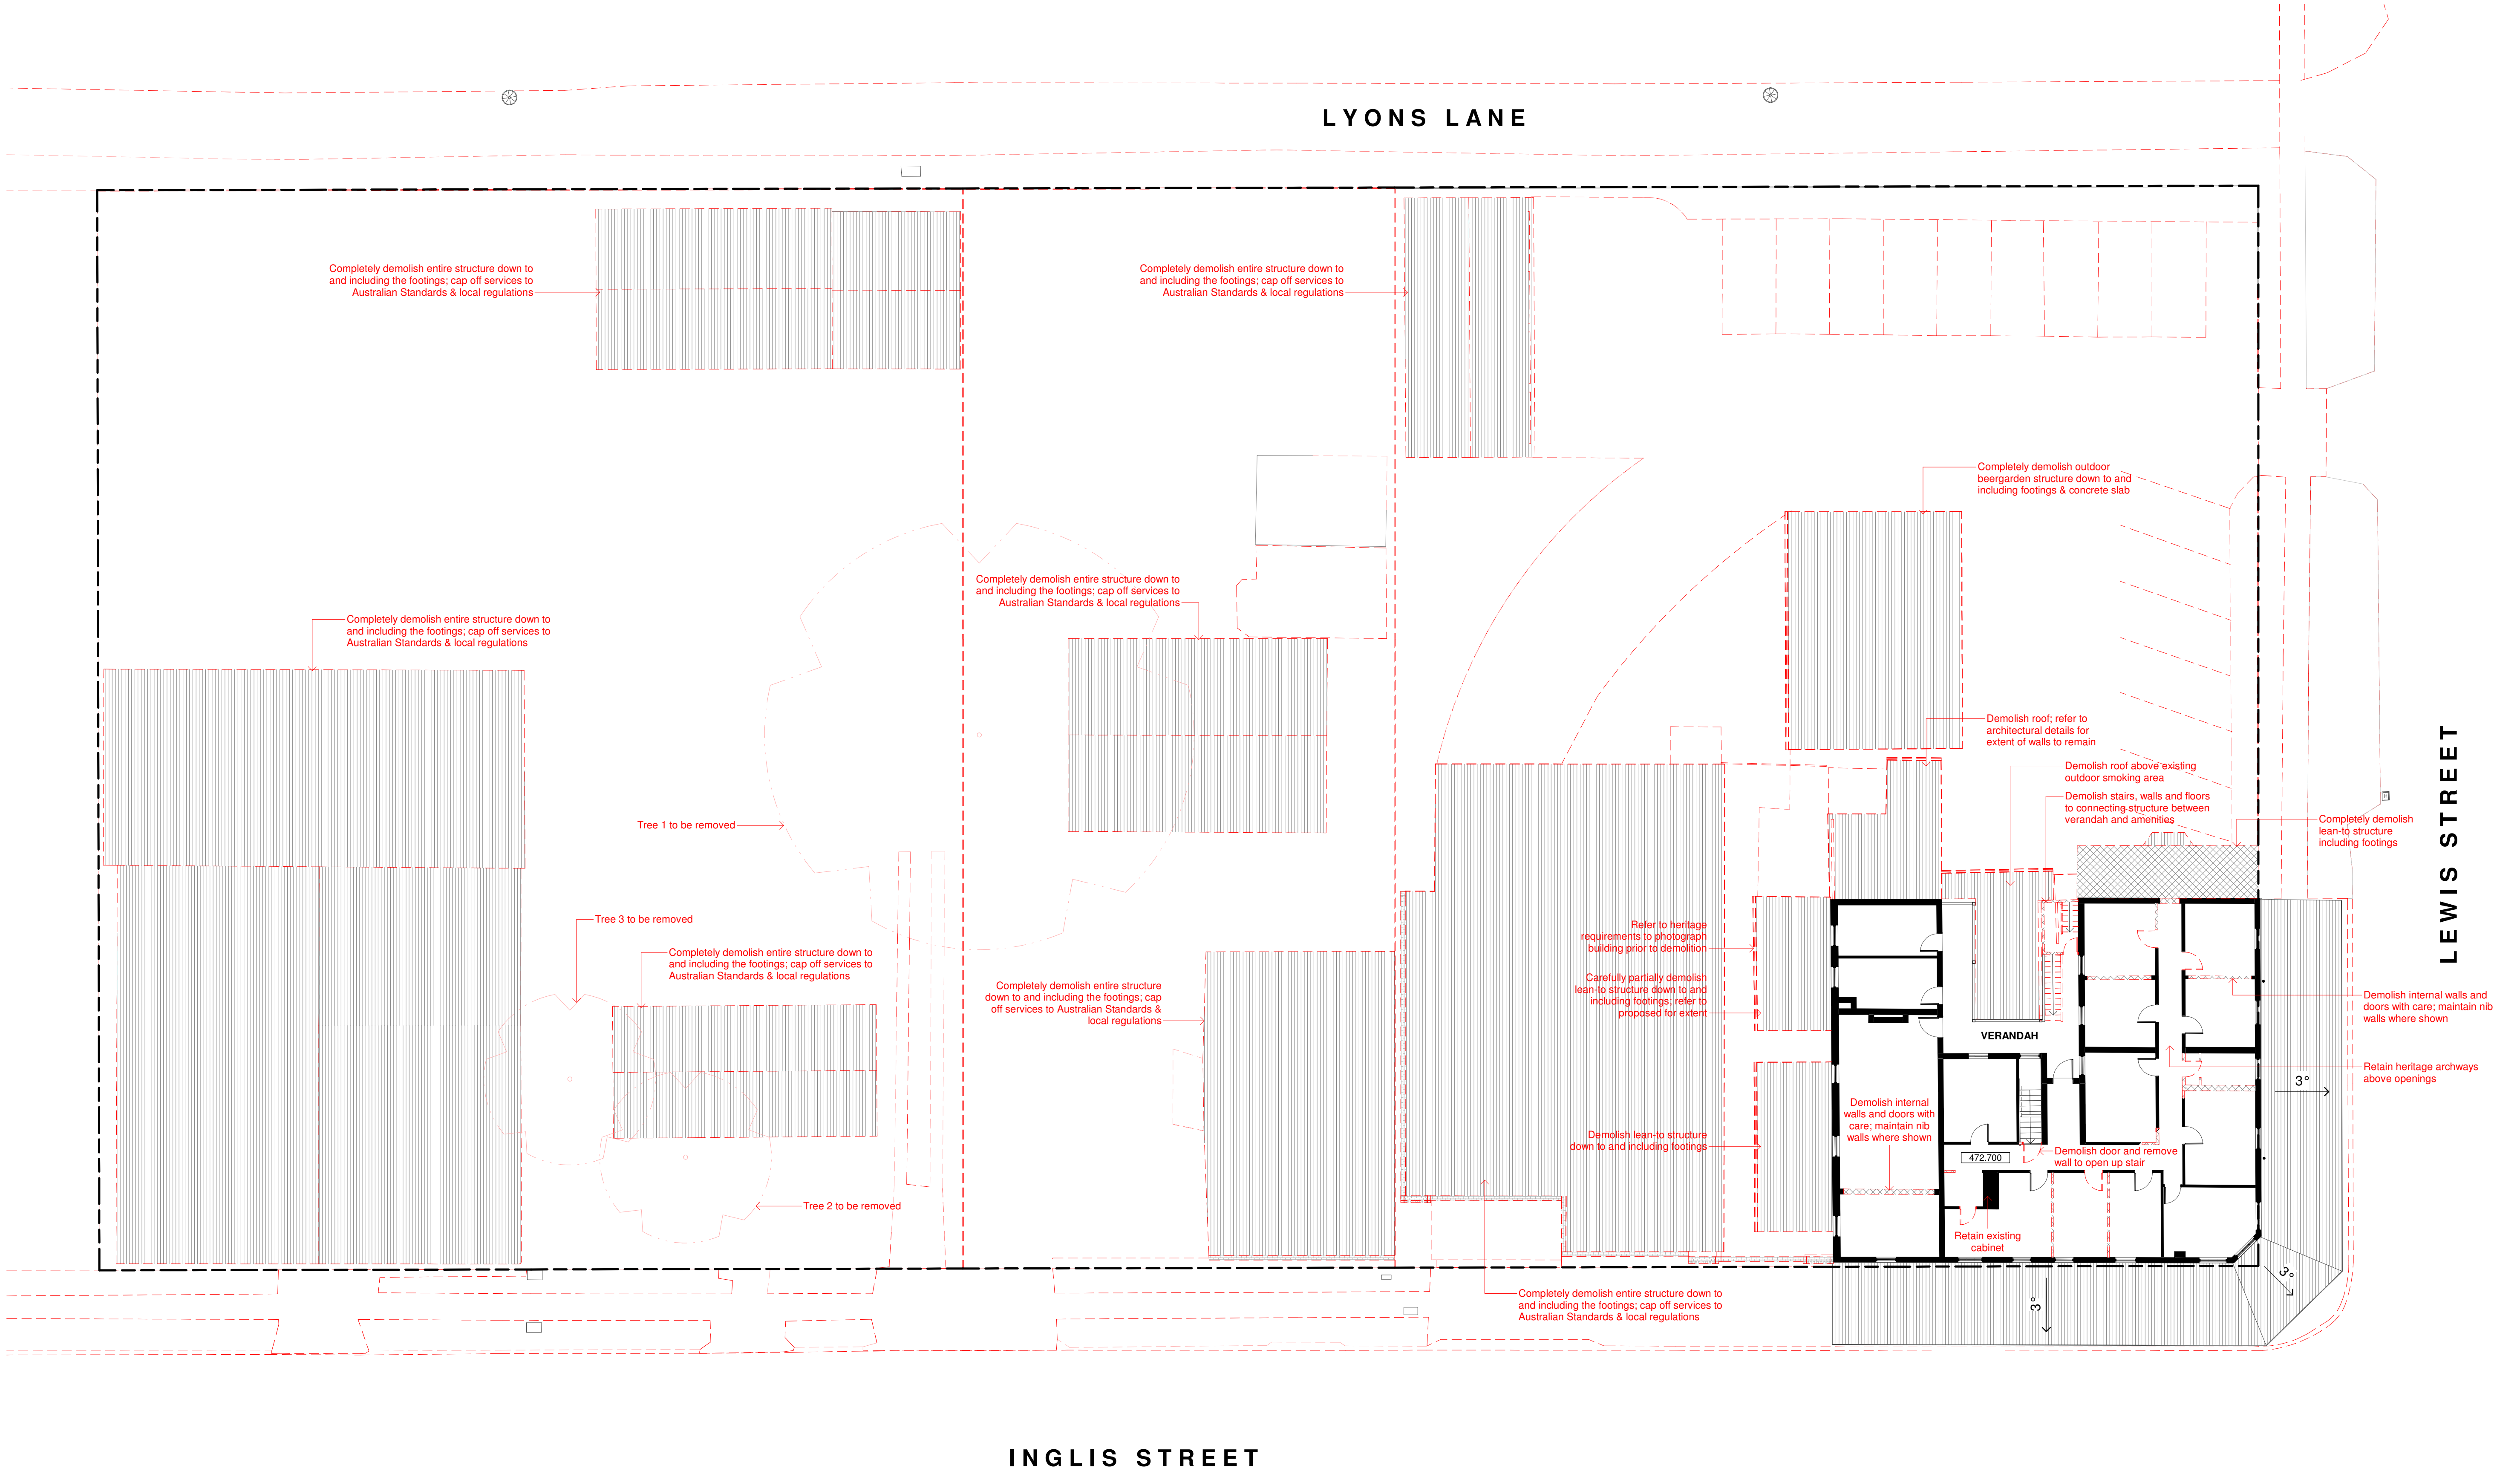 LYONS LANE
Completely demolish entire structure down to
and including the footings; cap off services to
Australian Standards & local regulations
Completely demolish entire structure down to
and including the footings; cap off services to
Australian Standards & local regulations
Completely demolish outdoor
beergarden structure down to and
including footings & concrete slab
Completely demolish entire structure down to
and including the footings; cap off services to
Australian Standards & local regulations
Completely demolish entire structure down to
and including the footings; cap off services to
Australian Standards & local regulations
Demolish roof; refer to
architectural details for
extent of walls to remain
Demolish roof above existing
outdoor smoking area
Demolish stairs, walls and floors
to connecting structure between
verandah and amenities
Completely demolish
lean-to structure
including footings
LEWIS STREET
Tree 1 to be removed
Tree 3 to be removed
Completely demolish entire structure down to
and including the footings; cap off services to
Australian Standards & local regulations
Completely demolish entire structure
down to and including the footings; cap
off services to Australian Standards &
local regulations
Refer to heritage
requirements to photograph
building prior to demolition
Carefully partially demolish
lean-to structure down to and
including footings; refer to
proposed for extent
Demolish internal walls and
doors with care; maintain nib
walls where shown
VERANDAH
Retain heritage archways
above openings
3°
Demolish internal
walls and doors with
care; maintain nib
walls where shown
Demolish lean-to structure
down to and including footings
472.700
Demolish door and remove
wall to open up stair
Tree 2 to be removed
Retain existing
cabinet
3°
3°
Completely demolish entire structure down to
and including the footings; cap off services to
Australian Standards & local regulations
INGLIS STREET